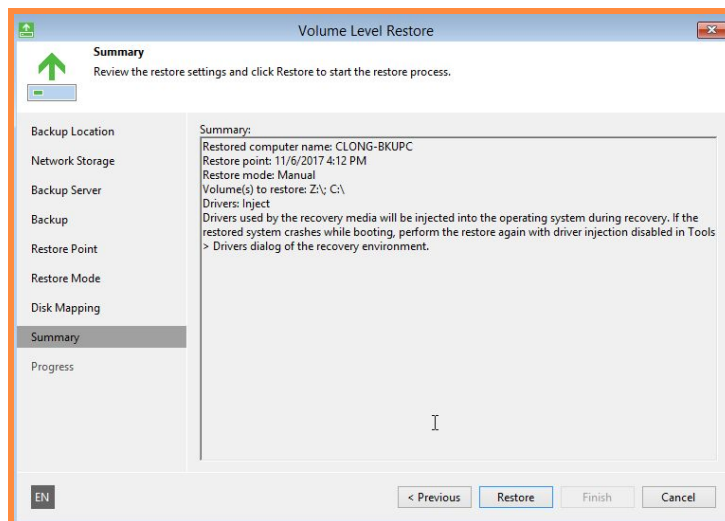 Volume Level Restore
Summary
Review the restore settings and click Restore to start the restore process.
Backup Location
Network Storage
Backup Server
Backup
Restore Point
Restore Mode
Disk Mapping
Summary
Progress
Summary:
Restored computer name: CLONG-BKUPC
Restore point: 11/6/2017 4:12 PM
Restore mode: Manual
Volume(s) to restore: Z:\; C:\
Drivers: Inject
Drivers used by the recovery media will be injected into the operating system during recovery. If the
restored system crashes while booting, perform the restore again with driver injection disabled in Tools
> Drivers dialog of the recovery environment.
EN
< Previous
Restore
Finish
Cancel